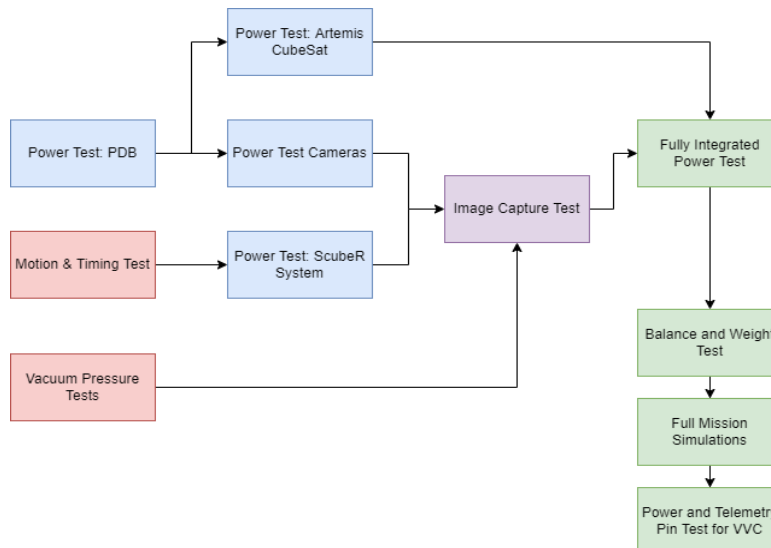 Power Test: Artemis
CubeSat
Power Test: PDB
Power Test Cameras
Fully Integrated
Power Test
Image Capture Test
Motion & Timing Test
Power Test: ScubeR
System
Vacuum Pressure
Tests
Balance and Weight
Test
Full Mission
Simulations
Power and Telemetry
Pin Test for VVC